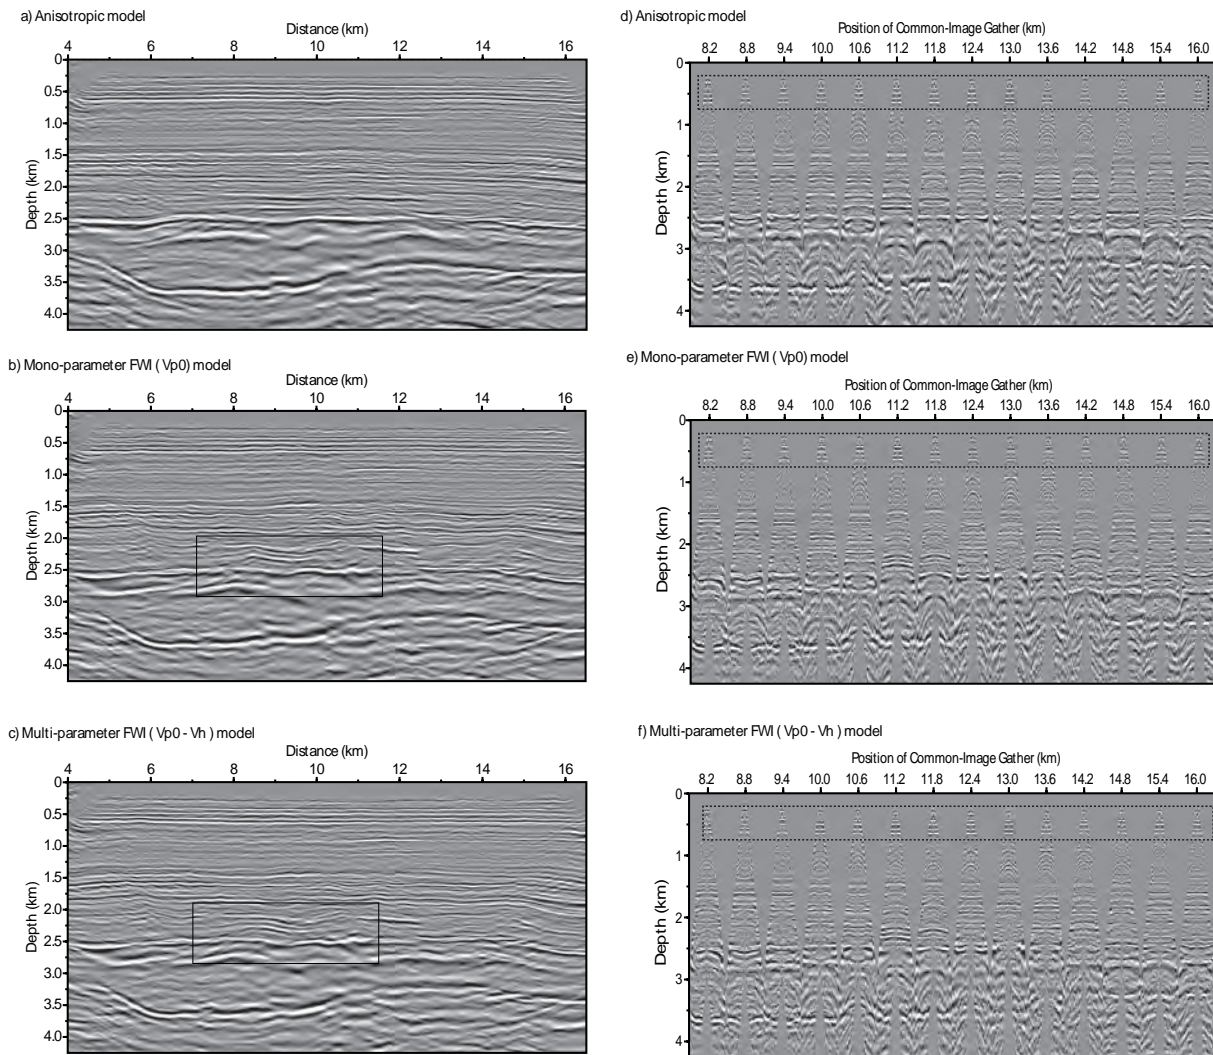 a) Anisotropic model
Distance (km)
4 6 8 10 12 14 16
0
0.5
1.0
1.5
2.0
2.5
3.0
3.5
4.0
Depth (km)
d) Anisotropic model
Position of Common-Image Gather (km)
8.2 8.8 9.4 10.0 10.6 11.2 11.8 12.4 13.0 13.6 14.2 14.8 15.4 16.0
0
1
2
3
4
Depth (km)
b) Mono-parameter FWI ( Vp0) model
Distance (km)
4 6 8 10 12 14 16
0
0.5
1.0
1.5
2.0
2.5
3.0
3.5
4.0
Depth (km)
e) Mono-parameter FWI ( Vp0) model
Position of Common-Image Gather (km)
8.2 8.8 9.4 10.0 10.6 11.2 11.8 12.4 13.0 13.6 14.2 14.8 15.4 16.0
0
1
2
3
4
Depth (km)
c) Multi-parameter FWI ( Vp0 - Vh ) model
Distance (km)
4 6 8 10 12 14 16
0
0.5
1.0
1.5
2.0
2.5
3.0
3.5
4.0
Depth (km)
f) Multi-parameter FWI ( Vp0 - Vh ) model
Position of Common-Image Gather (km)
8.2 8.8 9.4 10.0 10.6 11.2 11.8 12.4 13.0 13.6 14.2 14.8 15.4 16.0
0
1
2
3
4
Depth (km)